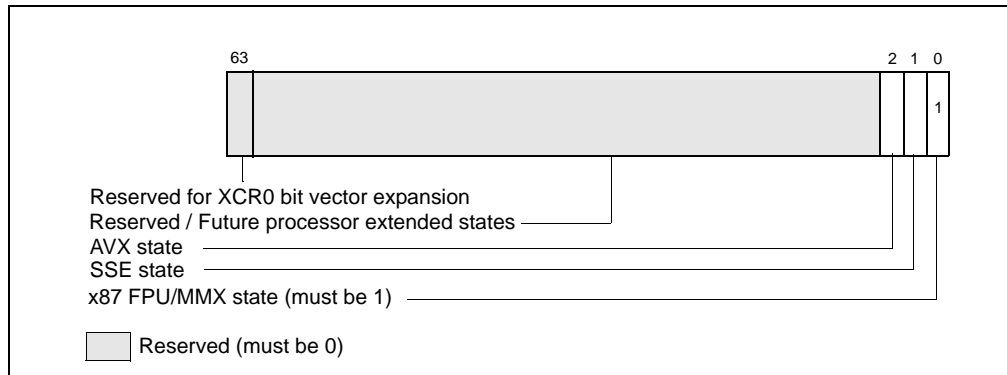 63 2 1 0
1
Reserved for XCR0 bit vector expansion
Reserved / Future processor extended states
AVX state
SSE state
x87 FPU/MMX state (must be 1)
Reserved (must be 0)